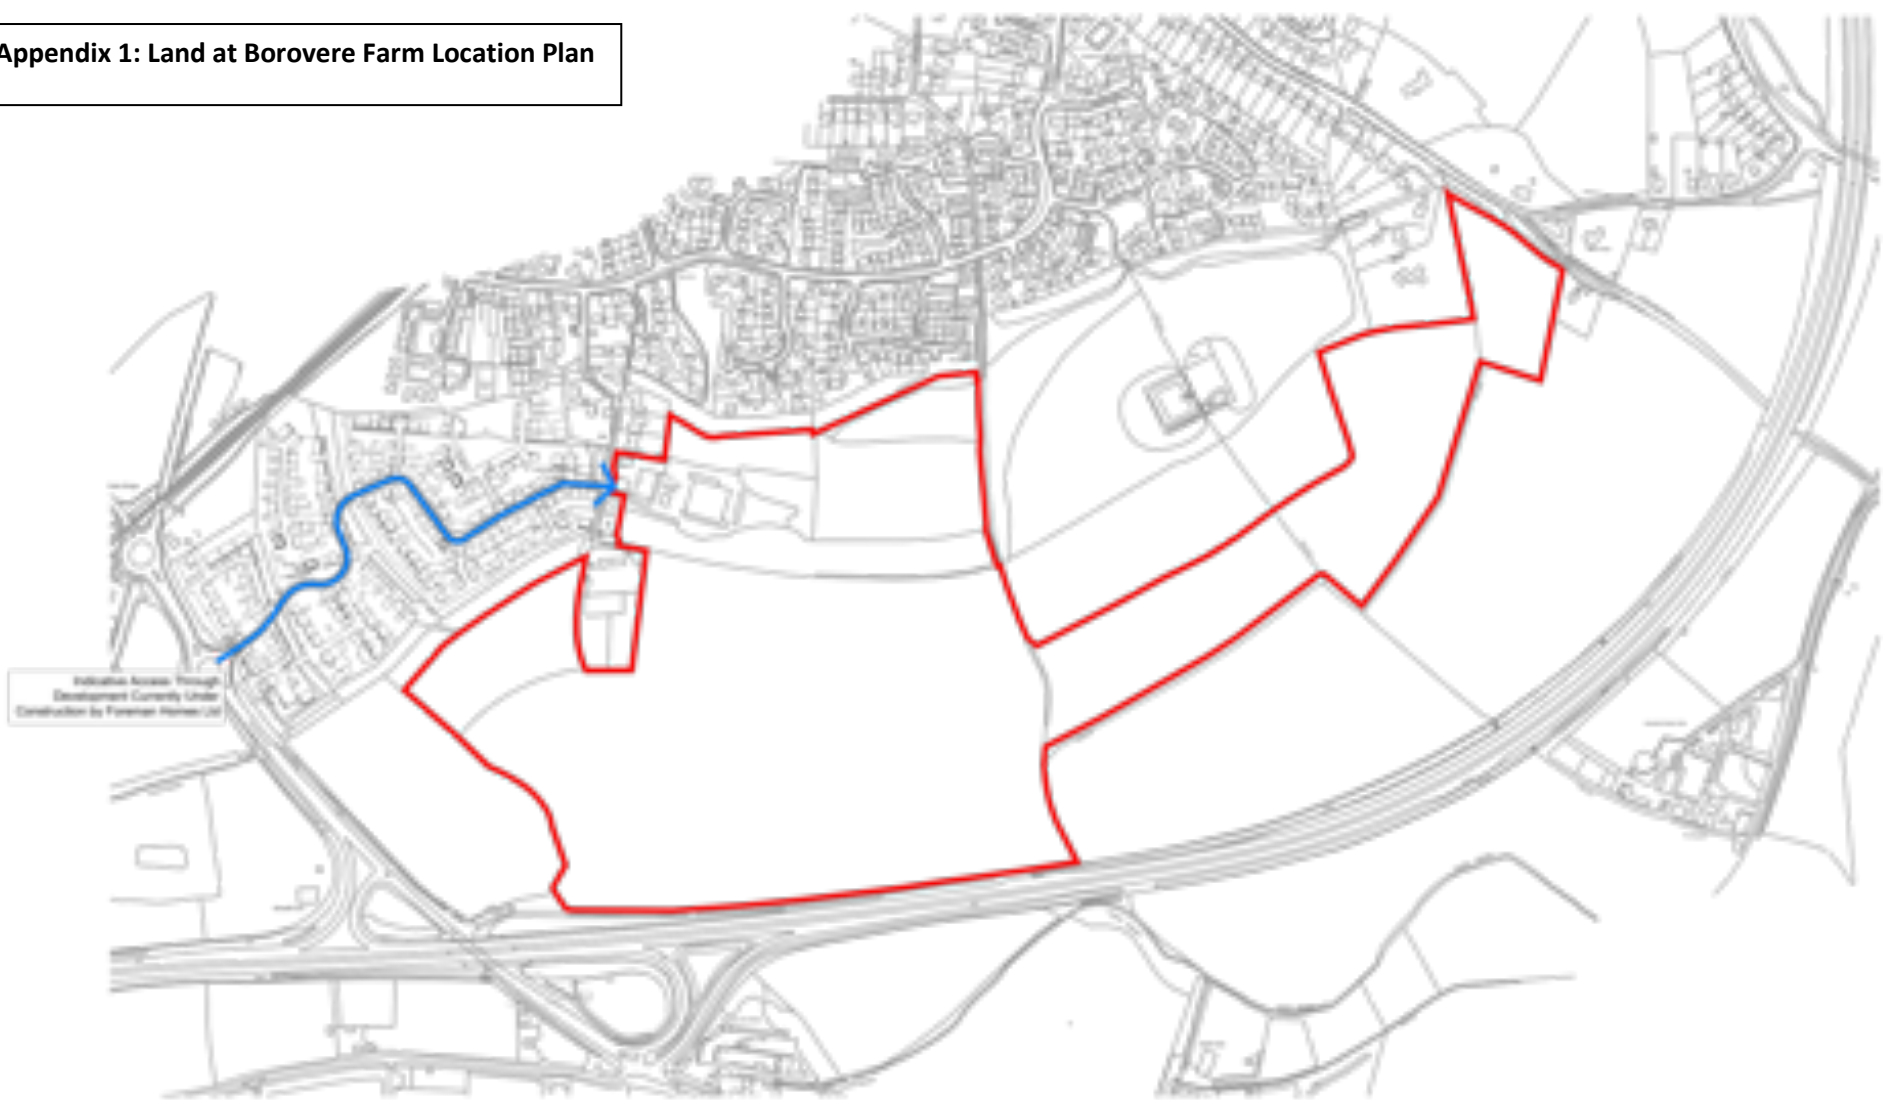 Appendix 1: Land at Borovere Farm Location Plan
Indicative Access Through
Development Currently Under
Construction by Foreman Homes Ltd